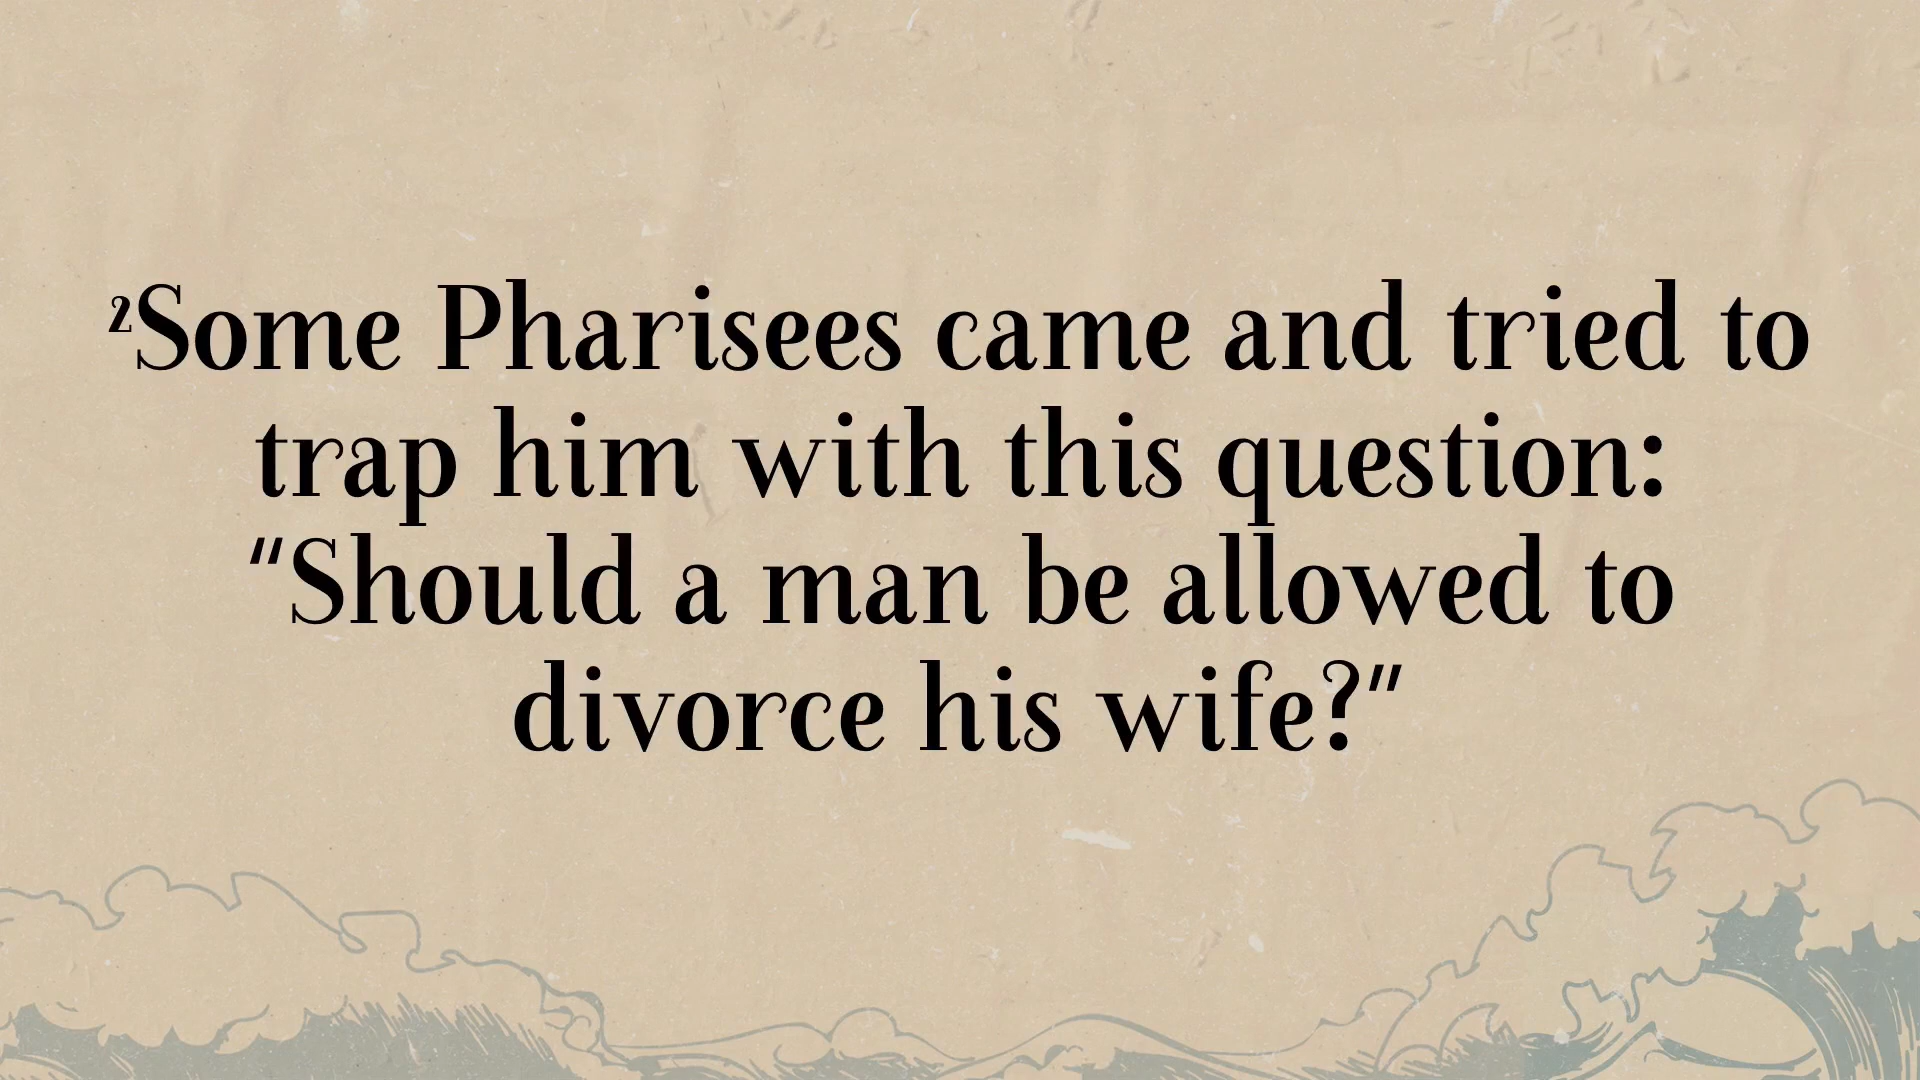 ²Some Pharisees came and tried to
trap him with this question:
"Should a man be allowed to
divorce his wife?"